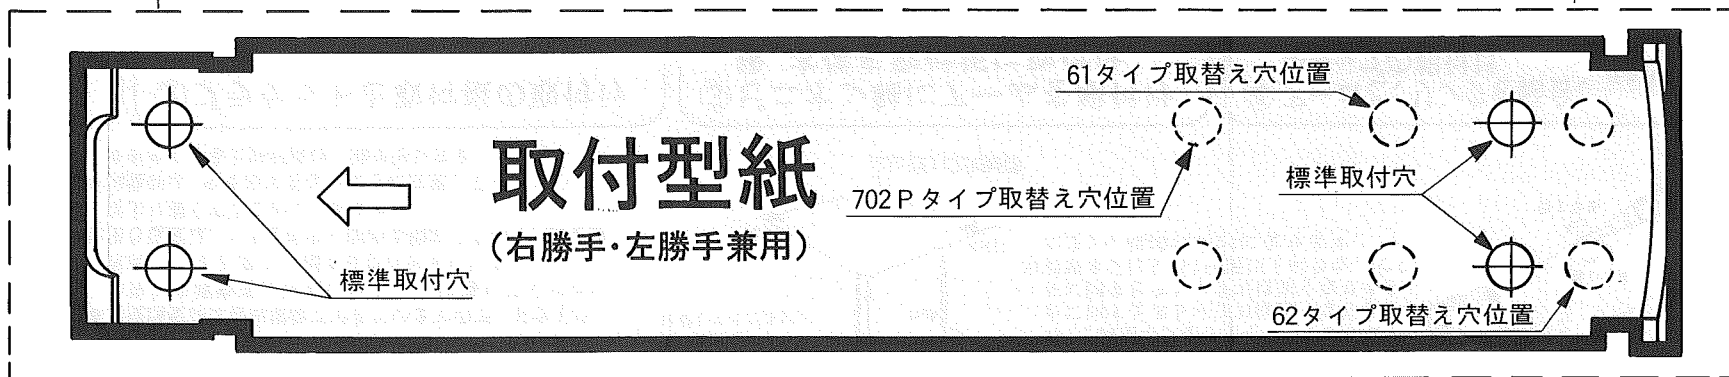 61タイプ取替え穴位置
取付型紙
標準取付穴
702Pタイプ取替え穴位置
(右勝手・左勝手兼用)
標準取付穴
62タイプ取替え穴位置